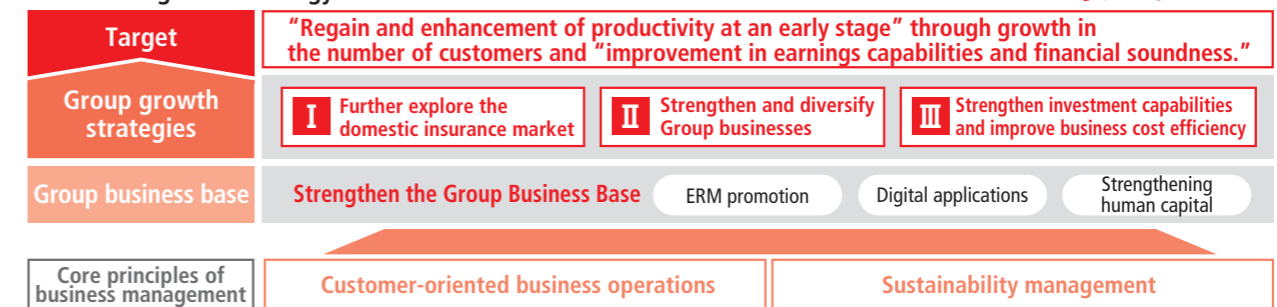 Target
“Regain and enhancement of productivity at an early stage” through growth in
the number of customers and “improvement in earnings capabilities and financial soundness.”
Group growth
strategies
I
Further explore the
domestic insurance market
II
Strengthen and diversify
Group businesses
III
Strengthen investment capabilities
and improve business cost efficiency
Group business base
Strengthen the Group Business Base
ERM promotion
Digital applications
Strengthening
human capital
Core principles of
business management
Customer-oriented business operations
Sustainability management